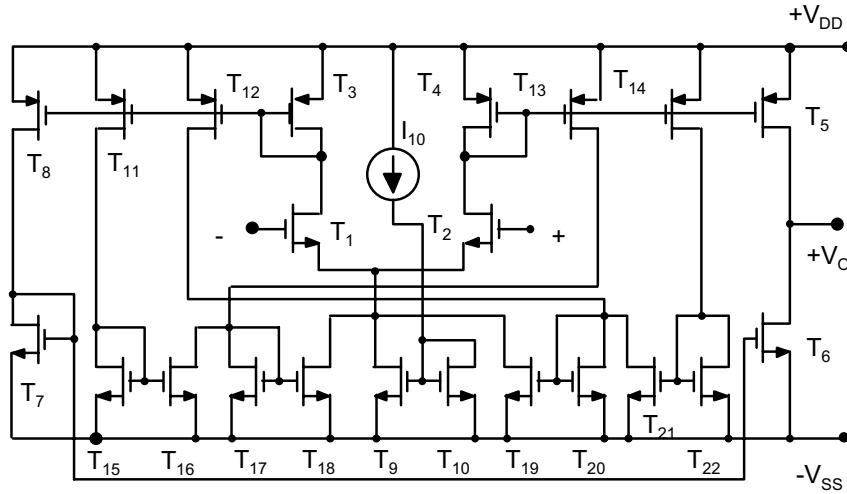 +V_DD
T_12
T_3
T_4
T_13
T_14
T_8
T_11
I_10
T_5
-
T_1
T_2
+
+V_O
T_7
T_6
T_15
T_16
T_17
T_18
T_9
T_10
T_19
T_20
T_21
T_22
-V_SS